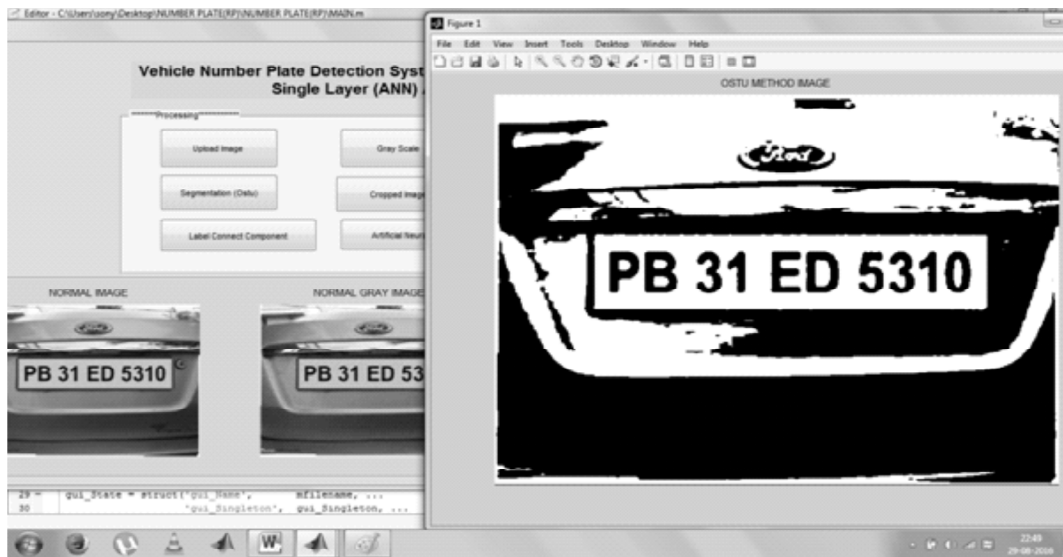 Editor - C:\Users\sony\Desktop\NUMBER PLATE(RP)\NUMBER PLATE(RP)\MAIN.m
Vehicle Number Plate Detection Syst
Single Layer (ANN) A
Processing
Upload Image
Gray Scale
Segmentation (Ostu)
Cropped Image
Label Connect Component
Artificial Neur
NORMAL IMAGE
NORMAL GRAY IMAGE
Ford
PB 31 ED 5310
Ford
PB 31 ED 53
29 gui_State = struct('gui_Name', mfilename, ...
30 'gui_Singleton', gui_Singleton, ...
Figure 1
File Edit View Insert Tools Desktop Window Help
OSTU METHOD IMAGE
Ford
PB 31 ED 5310
22:49
29-08-2016